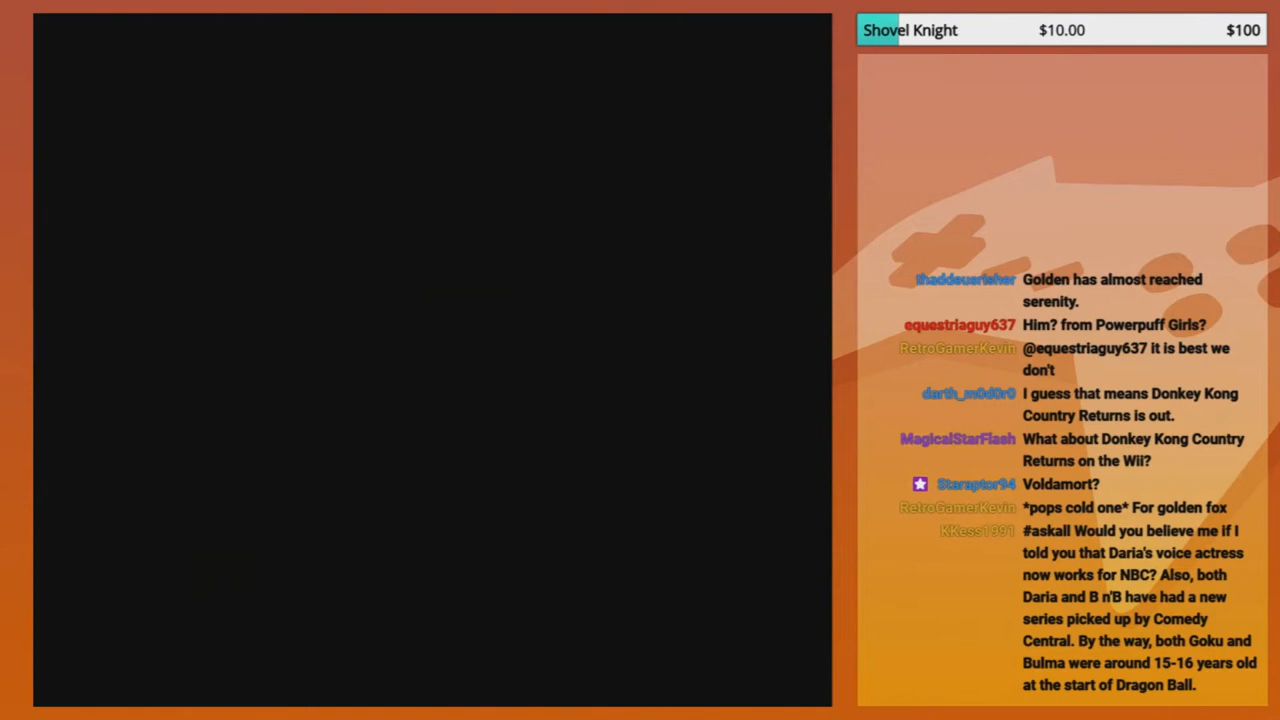 Shovel Knight $10.00 $100
thaddeusrisher Golden has almost reached
serenity.
equestriaguy637 Him? from Powerpuff Girls?
RetroGamerKevin @equestriaguy637 it is best we
don't
darth_m0d0r0 I guess that means Donkey Kong
Country Returns is out.
MagicalStarFlash What about Donkey Kong Country
Returns on the Wii?
Staraptor94 Voldamort?
RetroGamerKevin *pops cold one* For golden fox
KKess1991 #askall Would you believe me if I
told you that Daria's voice actress
now works for NBC? Also, both
Daria and B n'B have had a new
series picked up by Comedy
Central. By the way, both Goku and
Bulma were around 15-16 years old
at the start of Dragon Ball.